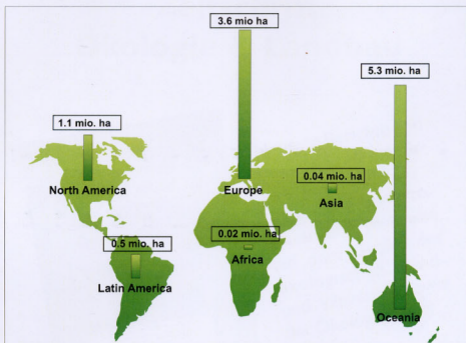 3.6 mio ha
5.3 mio. ha
1.1 mio. ha
North America
Europe
0.04 mio. ha
Asia
0.5 mio. ha
0.02 mio. ha
Africa
Latin America
Oceania